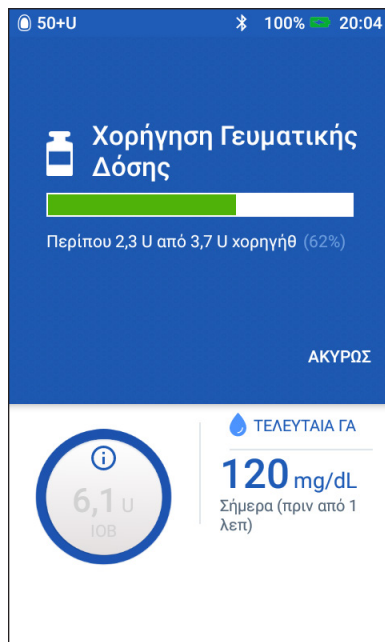 50+U 100% 20:04
Χορήγηση Γευματικής
Δόσης
Περίπου 2,3 U από 3,7 U χορηγήθ (62%)
ΑΚΥΡΩΣ
ΤΕΛΕΥΤΑΙΑ ΓΑ
120 mg/dL
Σήμερα (πριν από 1
λεπ)
6,1 U
IOB